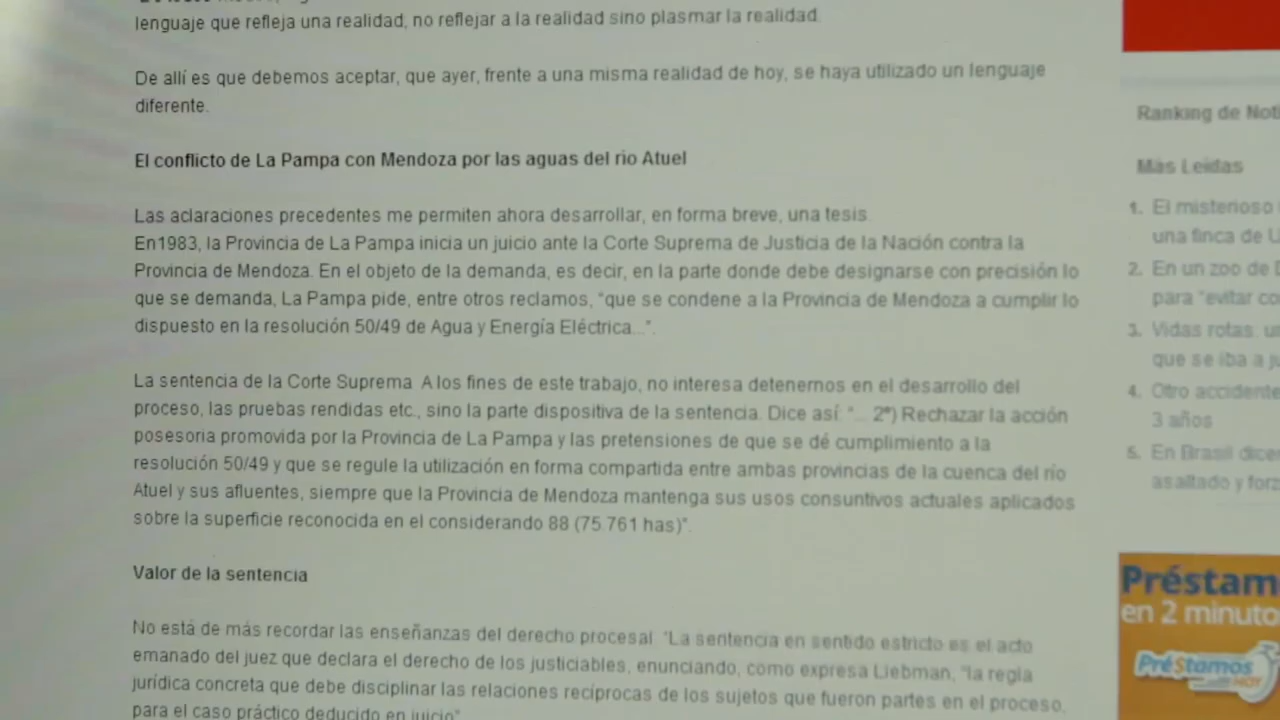 lenguaje que refleja una realidad, no reflejar a la realidad sino plasmar la realidad.
De allí es que debemos aceptar, que ayer, frente a una misma realidad de hoy, se haya utilizado un lenguaje
diferente.
El conflicto de La Pampa con Mendoza por las aguas del río Atuel
Las aclaraciones precedentes me permiten ahora desarrollar, en forma breve, una tesis.
En1983, la Provincia de La Pampa inicia un juicio ante la Corte Suprema de Justicia de la Nación contra la
Provincia de Mendoza. En el objeto de la demanda, es decir, en la parte donde debe designarse con precisión lo
que se demanda, La Pampa pide, entre otros reclamos, "que se condene a la Provincia de Mendoza a cumplir lo
dispuesto en la resolución 50/49 de Agua y Energía Eléctrica...".
La sentencia de la Corte Suprema. A los fines de este trabajo, no interesa detenernos en el desarrollo del
proceso, las pruebas rendidas etc., sino la parte dispositiva de la sentencia. Dice así: "... 2º) Rechazar la acción
posesoria promovida por la Provincia de La Pampa y las pretensiones de que se dé cumplimiento a la
resolución 50/49 y que se regule la utilización en forma compartida entre ambas provincias de la cuenca del río
Atuel y sus afluentes, siempre que la Provincia de Mendoza mantenga sus usos consuntivos actuales aplicados
sobre la superficie reconocida en el considerando 88 (75.761 has)".
Valor de la sentencia
No está de más recordar las enseñanzas del derecho procesal: "La sentencia en sentido estricto es el acto
emanado del juez que declara el derecho de los justiciables, enunciando, como expresa Liebman, "la regla
jurídica concreta que debe disciplinar las relaciones recíprocas de los sujetos que fueron partes en el proceso,
para el caso práctico deducido en juicio"
Ranking de
Más Leídas
1. El misterioso
una finca de
2. En un zoo de
para "evitar
3. Vidas rotas:
que se iba a
4. Otro accidente
3 años
5. En Brasil
asaltado y
Préstam
en 2 minuto
Pré$tamos
HOY